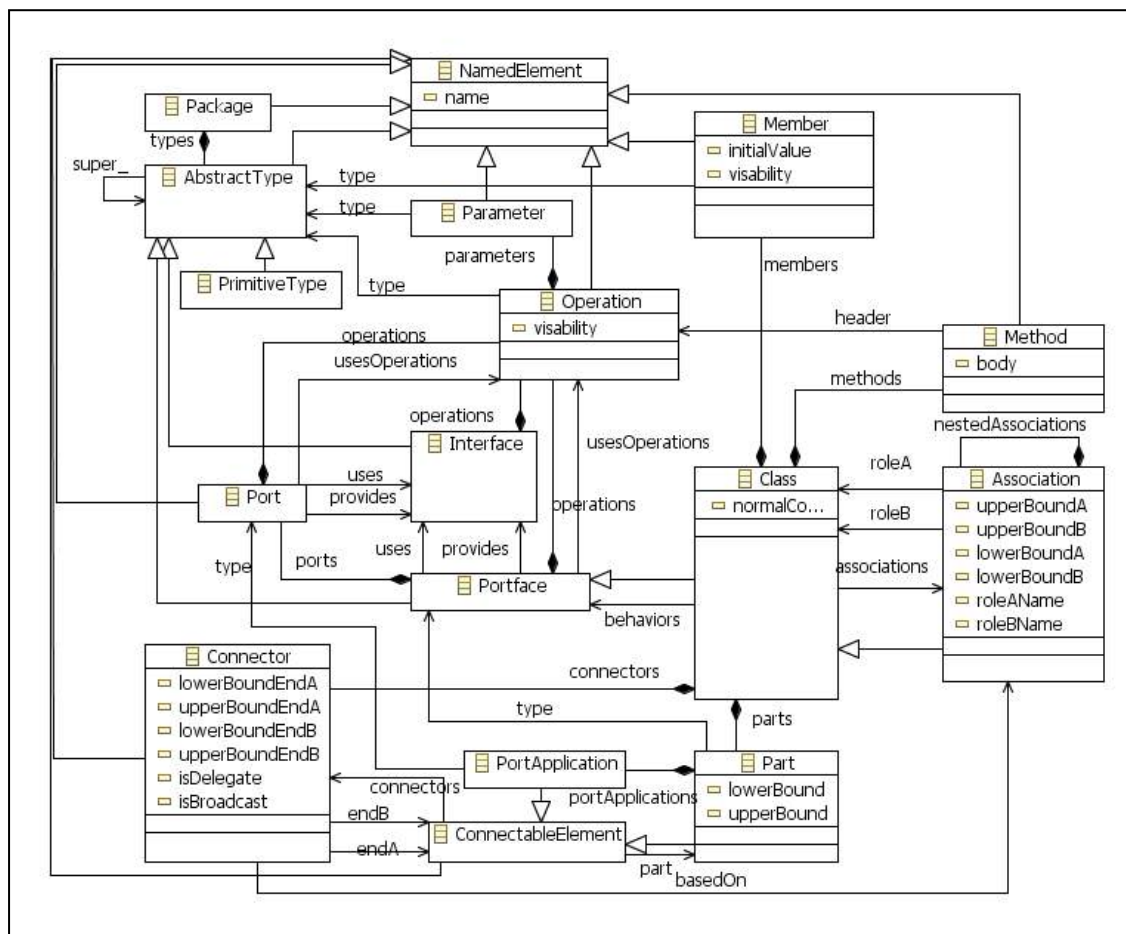 NamedElement
name
Package
types
Member
initialValue
visability
super_
AbstractType
type
type
Parameter
parameters
members
PrimitiveType
type
Operation
visability
header
Method
body
operations
usesOperations
methods
operations
nestedAssociations
Interface
usesOperations
roleA
Class
normalCo...
Association
upperBoundA
upperBoundB
lowerBoundA
lowerBoundB
roleAName
roleBName
uses
Port
provides
operations
roleB
type
ports
uses
provides
associations
Portface
behaviors
Connector
lowerBoundEndA
upperBoundEndA
lowerBoundEndB
upperBoundEndB
isDelegate
isBroadcast
connectors
type
parts
PortApplication
Part
lowerBound
upperBound
connectors
portApplications
endB
ConnectableElement
endA
part
basedOn